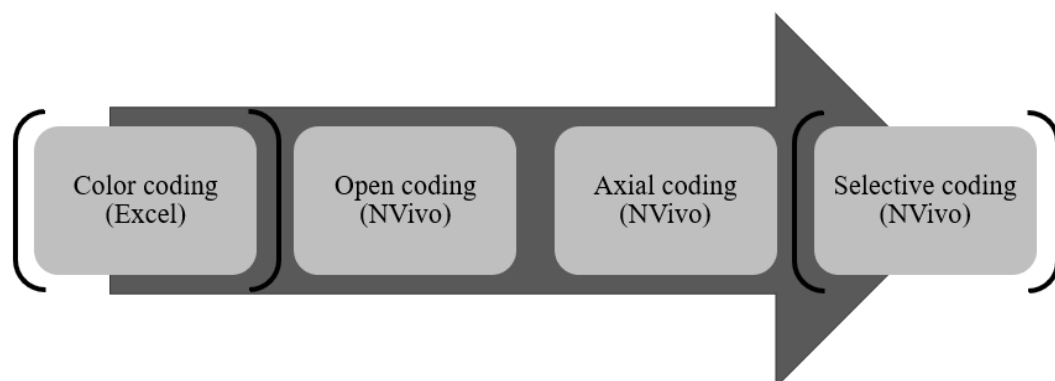 Color coding
(Excel)
Open coding
(NVivo)
Axial coding
(NVivo)
Selective coding
(NVivo)